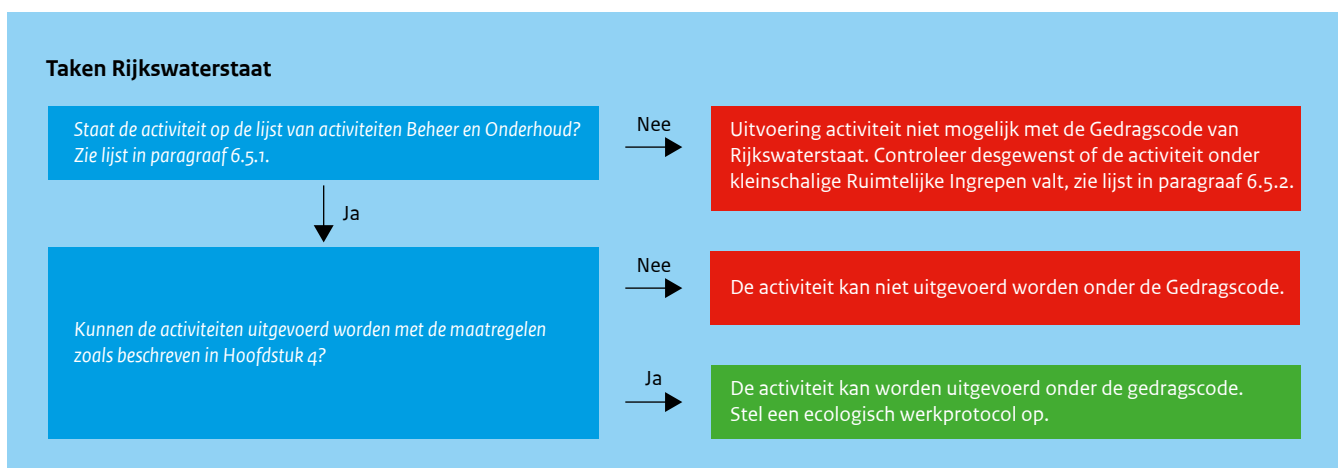 Taken Rijkswaterstaat
Staat de activiteit op de lijst van activiteiten Beheer en Onderhoud?
Zie lijst in paragraaf 6.5.1.
Nee
Uitvoering activiteit niet mogelijk met de Gedragscode van
Rijkswaterstaat. Controleer desgewenst of de activiteit onder
kleinschalige Ruimtelijke Ingrepen valt, zie lijst in paragraaf 6.5.2.
Ja
Kunnen de activiteiten uitgevoerd worden met de maatregelen
zoals beschreven in Hoofdstuk 4?
Nee
De activiteit kan niet uitgevoerd worden onder de Gedragscode.
Ja
De activiteit kan worden uitgevoerd onder de gedragscode.
Stel een ecologisch werkprotocol op.